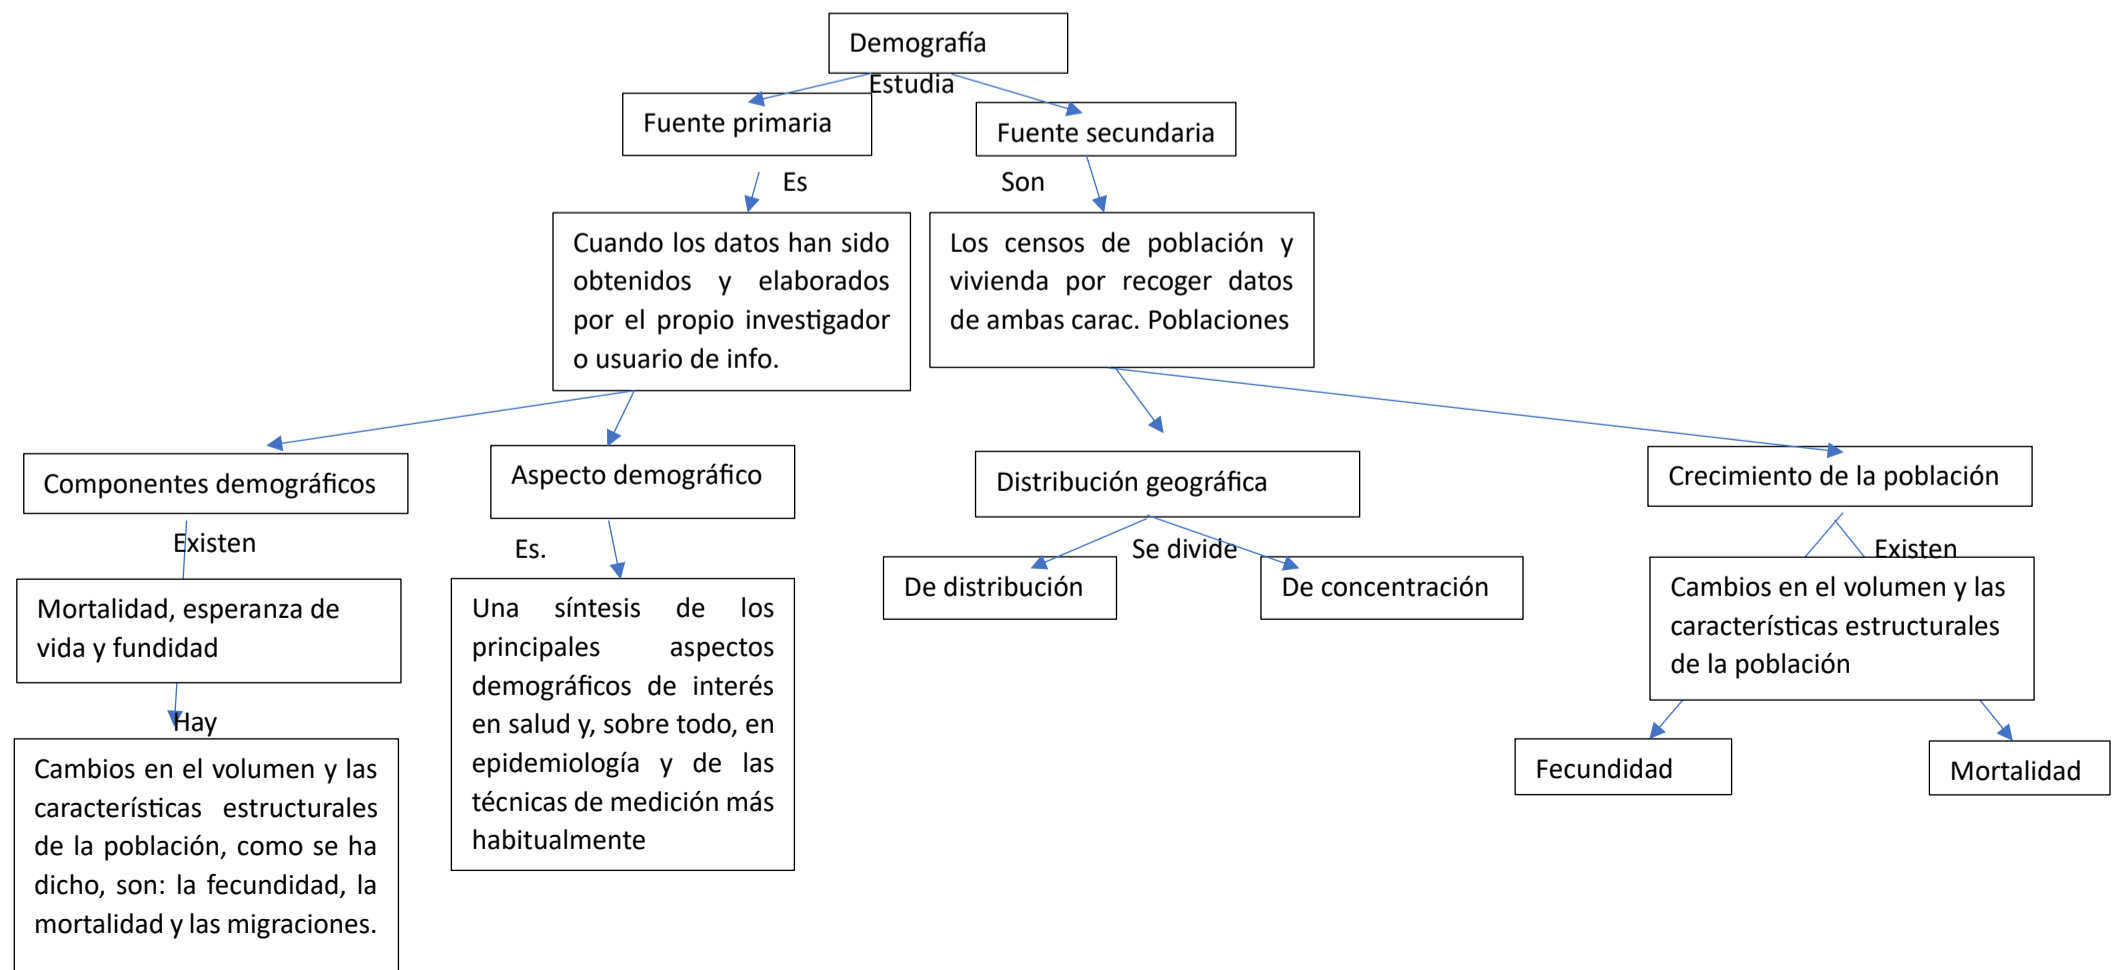 Demografía
Estudia
Fuente primaria
Fuente secundaria
Es
Son
Cuando los datos han sido
obtenidos y elaborados
por el propio investigador
o usuario de info.
Los censos de población y
vivienda por recoger datos
de ambas carac. Poblaciones
Componentes demográficos
Aspecto demográfico
Distribución geográfica
Crecimiento de la población
Existen
Es.
Se divide
Existen
Mortalidad, esperanza de
vida y fundidad
Una síntesis de los
principales aspectos
demográficos de interés
en salud y, sobre todo, en
epidemiología y de las
técnicas de medición más
habitualmente
De distribución
De concentración
Cambios en el volumen y las
características estructurales
de la población
Hay
Cambios en el volumen y las
características estructurales
de la población, como se ha
dicho, son: la fecundidad, la
mortalidad y las migraciones.
Fecundidad
Mortalidad